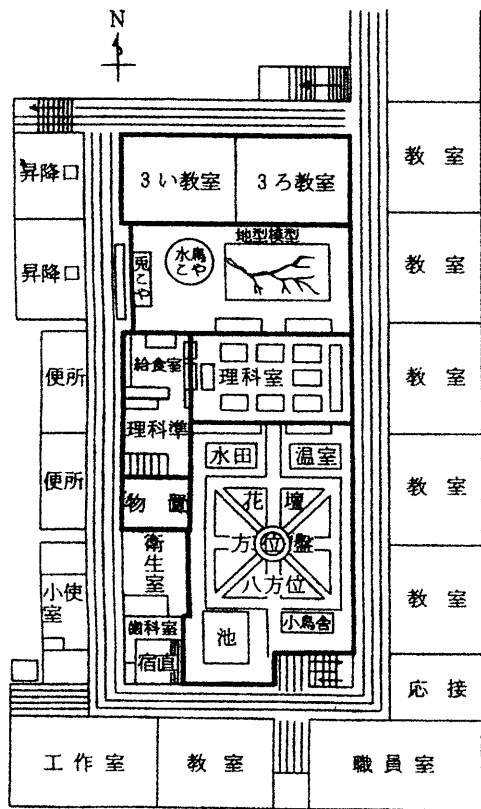 N
教室
昇降口
3い教室
3ろ教室
地型模型
水鳥
こや
兎こや
教室
昇降口
給食室
理科室
教室
便所
理科準
水田
温室
教室
便所
物置
花壇
方位盤
八方位
衛生室
教室
小使
室
池
小鳥舎
歯科室
宿直
応接
工作室
教室
職員室